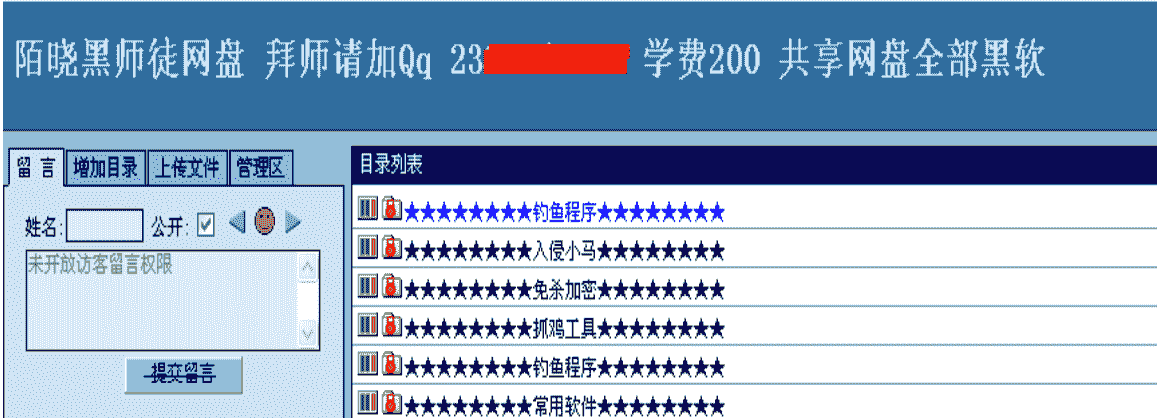 陌晓黑师徒网盘 拜师请加Qq 23 学费200 共享网盘全部黑软
留 言 增加目录 上传文件 管理区
姓名: 公开:
未开放访客留言权限
提交留言
目录列表
★★★★★★★★钓鱼程序★★★★★★★★
★★★★★★★★入侵小马★★★★★★★★
★★★★★★★★免杀加密★★★★★★★★
★★★★★★★★抓鸡工具★★★★★★★★
★★★★★★★★钓鱼程序★★★★★★★★
★★★★★★★★常用软件★★★★★★★★